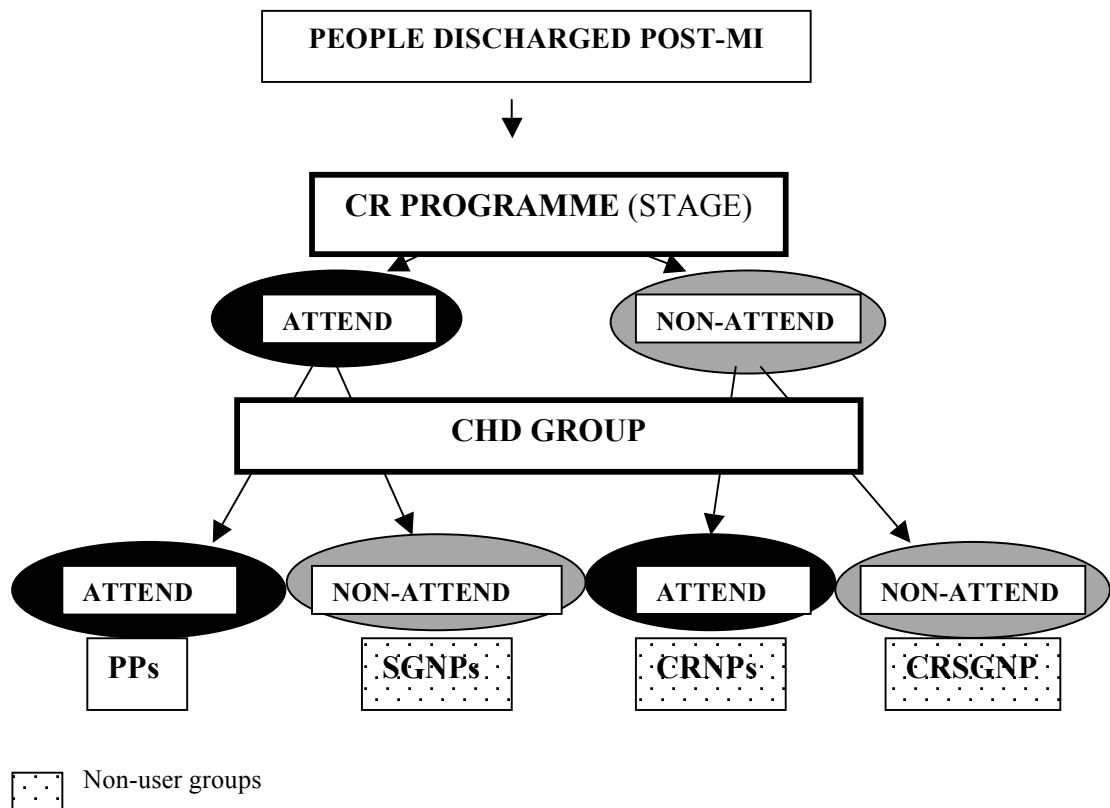 PEOPLE DISCHARGED POST-MI
CR PROGRAMME (STAGE)
ATTEND
NON-ATTEND
CHD GROUP
ATTEND
NON-ATTEND
ATTEND
NON-ATTEND
PPs
SGNPs
CRNPs
CRSGNP
Non-user groups